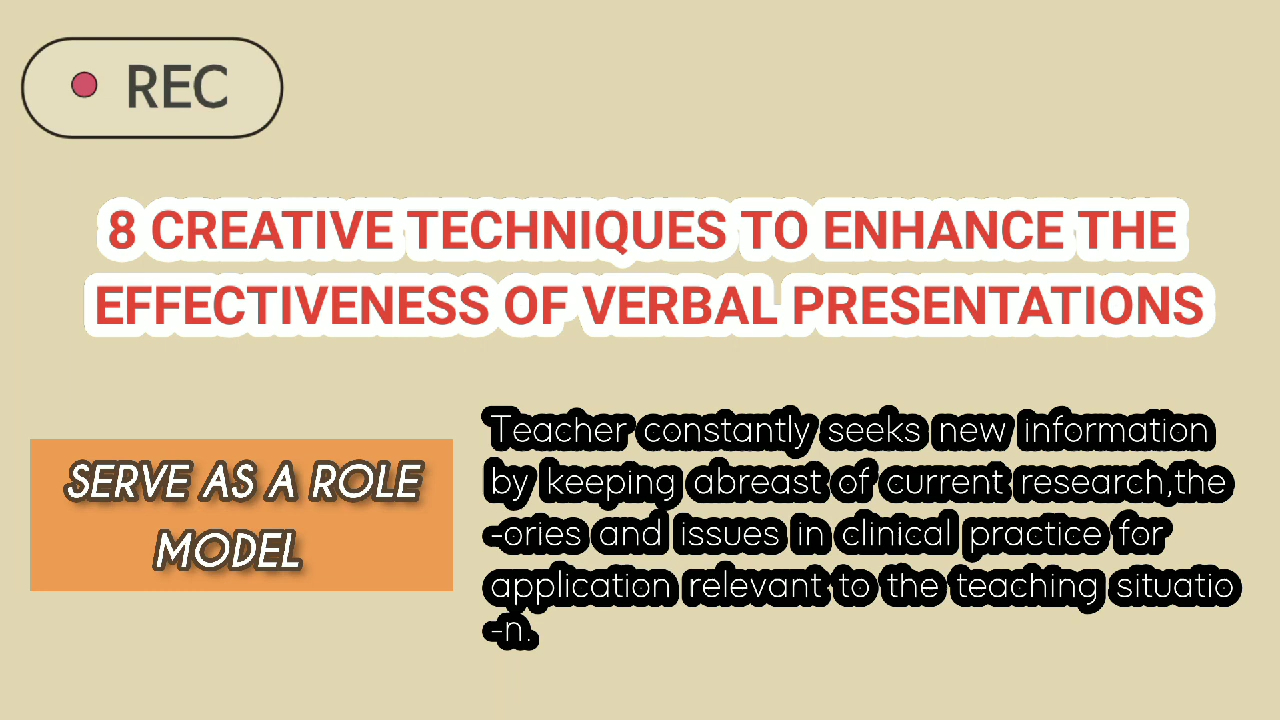 REC
8 CREATIVE TECHNIQUES TO ENHANCE THE
EFFECTIVENESS OF VERBAL PRESENTATIONS
SERVE AS A ROLE
MODEL
Teacher constantly seeks new information
by keeping abreast of current research,the
-ories and issues in clinical practice for
application relevant to the teaching situatio
-n.